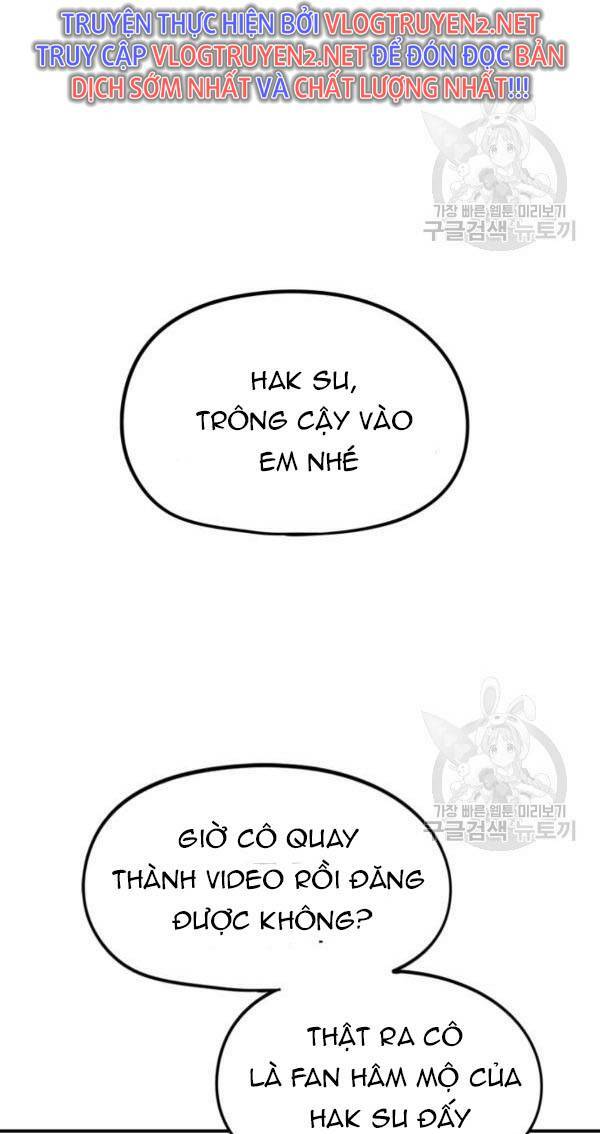 TRUYỆN THỰC HIỆN BỞI VLOGTRUYEN2.NET
TRUY CẬP VLOGTRUYEN2.NET ĐỂ ĐÓN ĐỌC BẢN
DỊCH SỚM NHẤT VÀ CHẤT LƯỢNG NHẤT!!!
가장 빠른 웹툰 미리보기
구글검색 뉴토끼
HAK SU,
TRÔNG CẬY VÀO
EM NHÉ
가장 빠른 웹툰 미리보기
구글검색 뉴토끼
GIỜ CÔ QUAY
THÀNH VIDEO RỒI ĐĂNG
ĐƯỢC KHÔNG?
THẬT RA CÔ
LÀ FAN HÂM MỘ CỦA
HAK SU ĐẤY